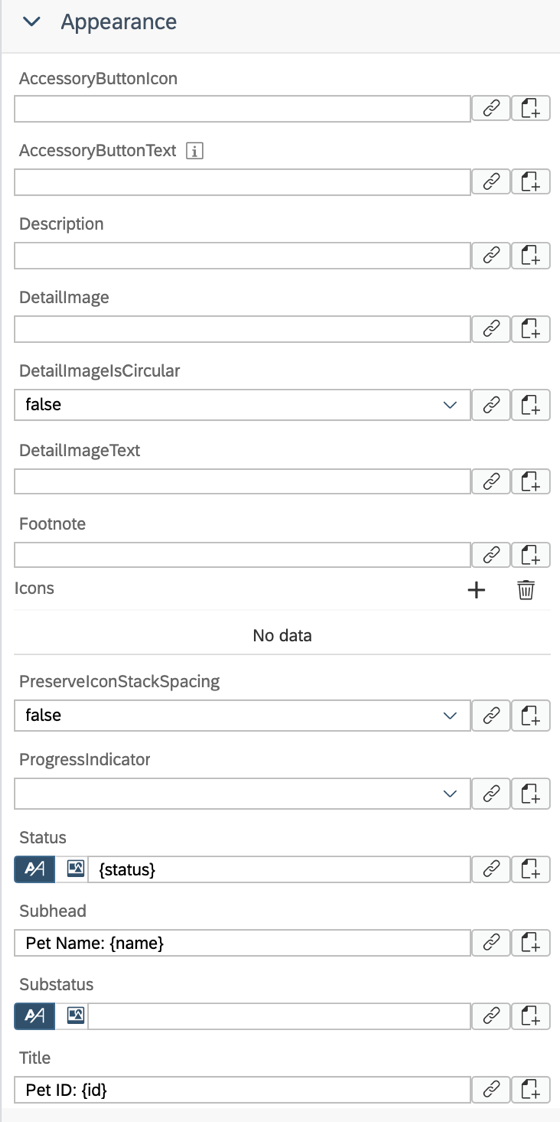 Appearance
AccessoryButtonIcon
AccessoryButtonText
Description
DetailImage
DetailImageIsCircular
false
DetailImageText
Footnote
Icons
No data
PreserveIconStackSpacing
false
ProgressIndicator
Status
{status}
Subhead
Pet Name: {name}
Substatus
Title
Pet ID: {id}